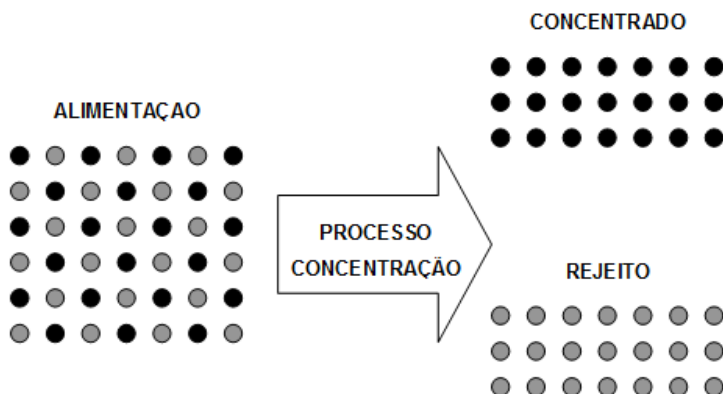 CONCENTRADO
ALIMENTAÇAO
PROCESSO
CONCENTRAÇÃO
REJEITO